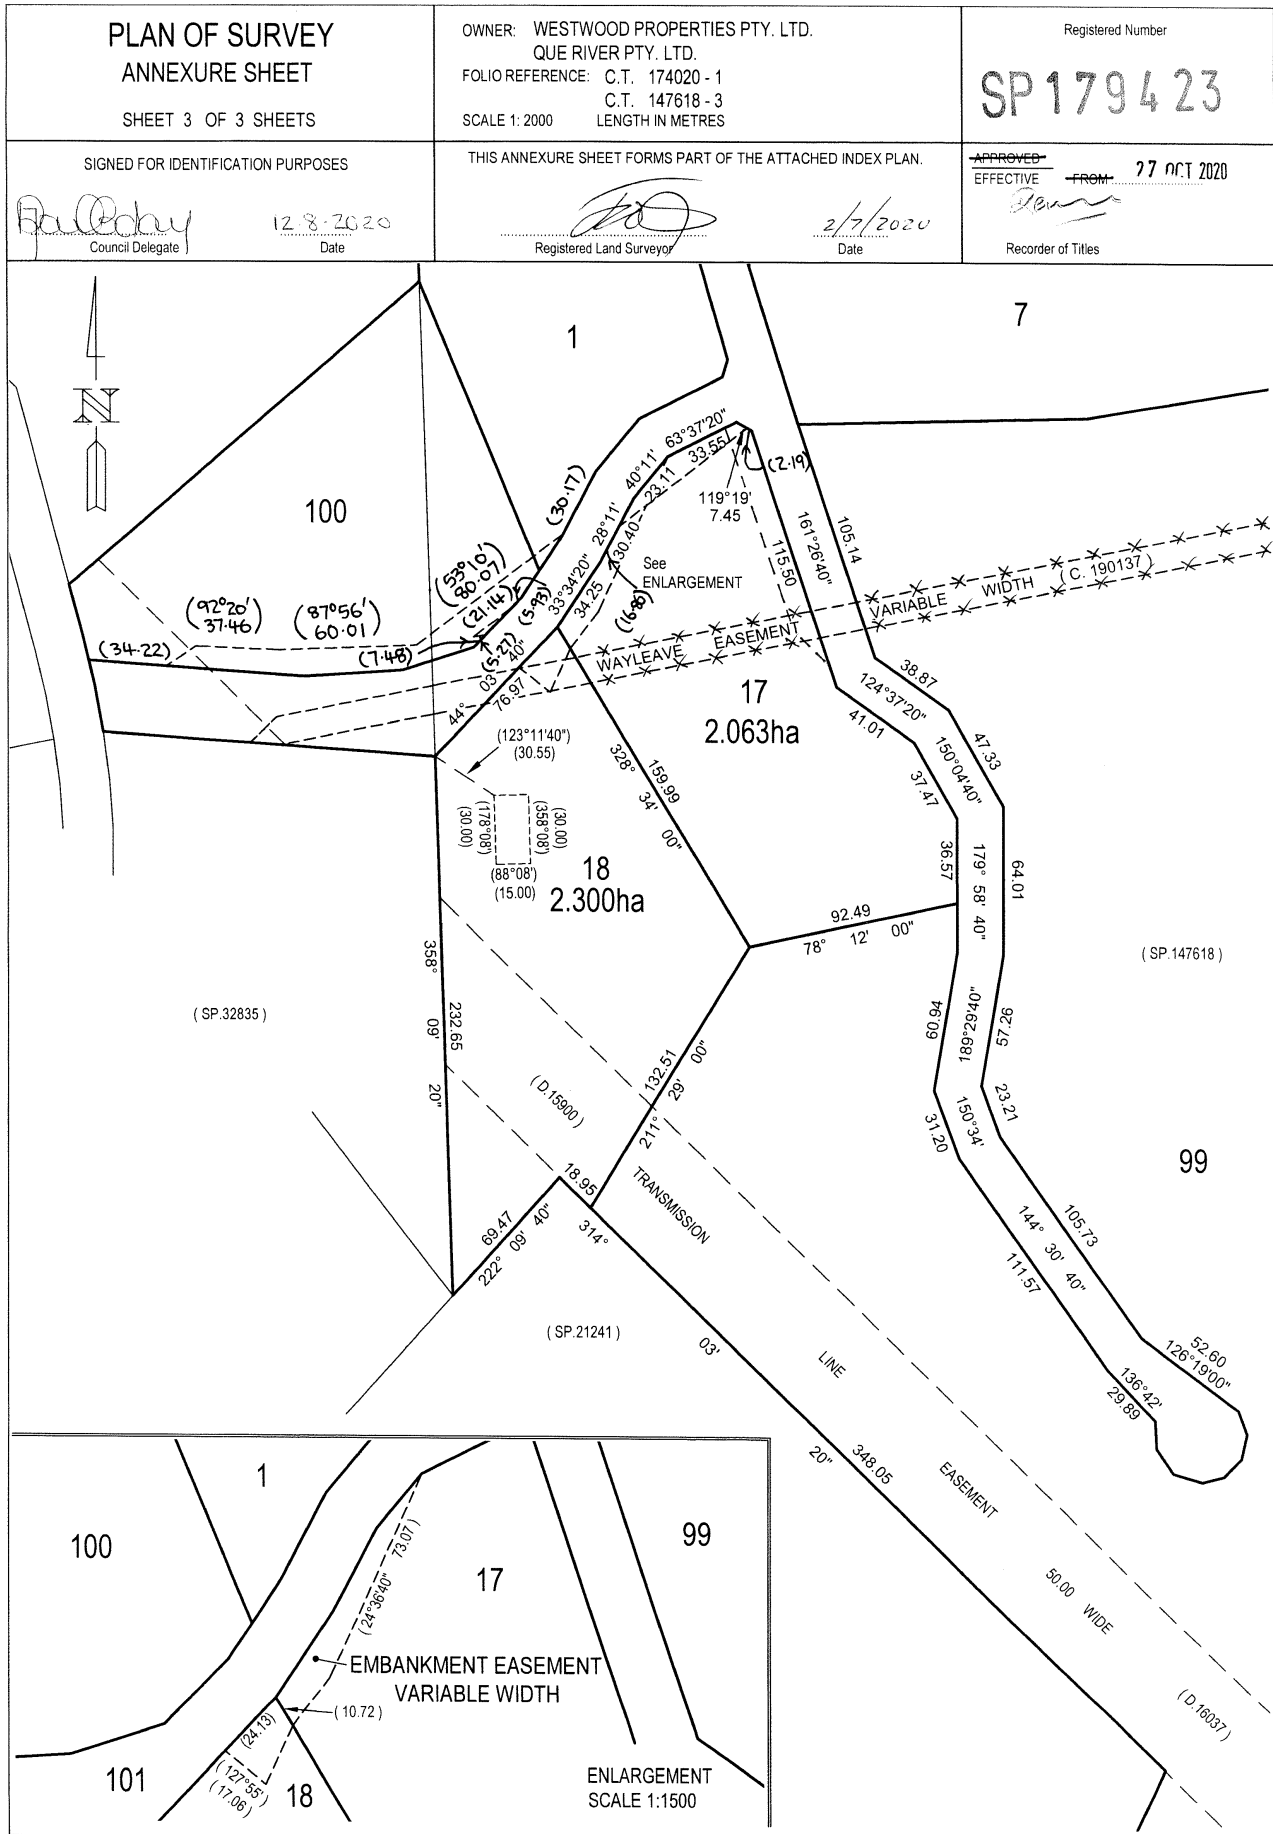 PLAN OF SURVEY
ANNEXURE SHEET
SHEET 3 OF 3 SHEETS
OWNER: WESTWOOD PROPERTIES PTY. LTD.
QUE RIVER PTY. LTD.
FOLIO REFERENCE: C.T. 174020 - 1
C.T. 147618 - 3
SCALE 1: 2000 LENGTH IN METRES
Registered Number
SP179423
SIGNED FOR IDENTIFICATION PURPOSES
12.8.2020
Council Delegate Date
THIS ANNEXURE SHEET FORMS PART OF THE ATTACHED INDEX PLAN.
2/7/2020
Registered Land Surveyor Date
APPROVED
EFFECTIVE FROM 27 OCT 2020
Recorder of Titles
N
1
7
100
63°37'20"
33.55
40°11'
23.11
(2.19)
119°19'
7.45
(30.17)
28°11'
30.40
161°26'40"
115.50
105.14
See
ENLARGEMENT
(53°10')
80.07)
(21.14)
(5.93)
33°34'20"
34.25
(16.86)
(92°20')
37.46)
(87°56')
60.01)
(34.22)
(7.48)
(5.27)
44° 03' 40"
76.97
WAYLEAVE EASEMENT VARIABLE WIDTH (C. 190137)
17
2.063ha
38.87
124°37'20"
41.01
47.33
150°04'40"
37.47
(123°11'40")
(30.55)
328° 34' 00"
159.99
(30.00)
(178°08')
(358°08')
(30.00)
(88°08')
(15.00)
18
2.300ha
36.57
179° 58' 40"
64.01
92.49
78° 12' 00"
(SP.147618)
358° 09' 20"
232.65
(SP.32835)
60.94
189°29'40"
57.26
132.51
211° 29' 00"
(D.15900)
23.21
150°34'
31.20
99
18.95
69.47
222° 09' 40"
314° 03' 20"
348.05
TRANSMISSION LINE EASEMENT 50.00 WIDE
(D.16037)
105.73
144° 30' 40"
111.57
(SP.21241)
52.60
126°19'00"
136°42'
29.89
1
100
99
17
73.07)
(24°36'40"
EMBANKMENT EASEMENT
VARIABLE WIDTH
(10.72)
(24.13)
(127°55')
(17.06)
101
18
ENLARGEMENT
SCALE 1:1500